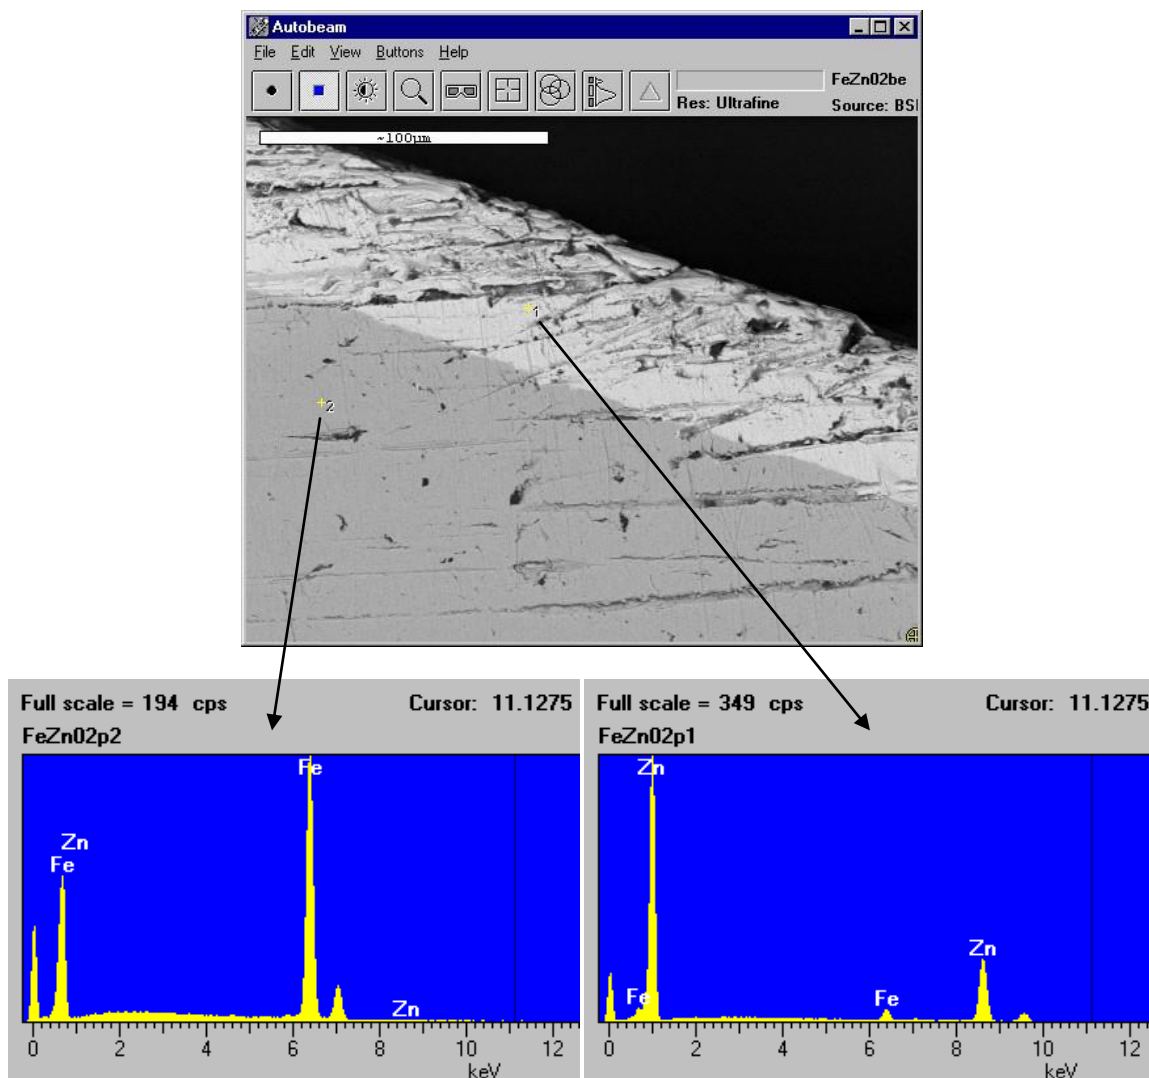 Autobeam
File Edit View Buttons Help
FeZn02be
Res: Ultrafine Source: BSI
~100µm
1
2
Full scale = 194 cps Cursor: 11.1275
FeZn02p2
Fe
Zn
Fe
Zn
0 2 4 6 8 10 12
keV
Full scale = 349 cps Cursor: 11.1275
FeZn02p1
Zn
Zn
Fe Fe
0 2 4 6 8 10 12
keV